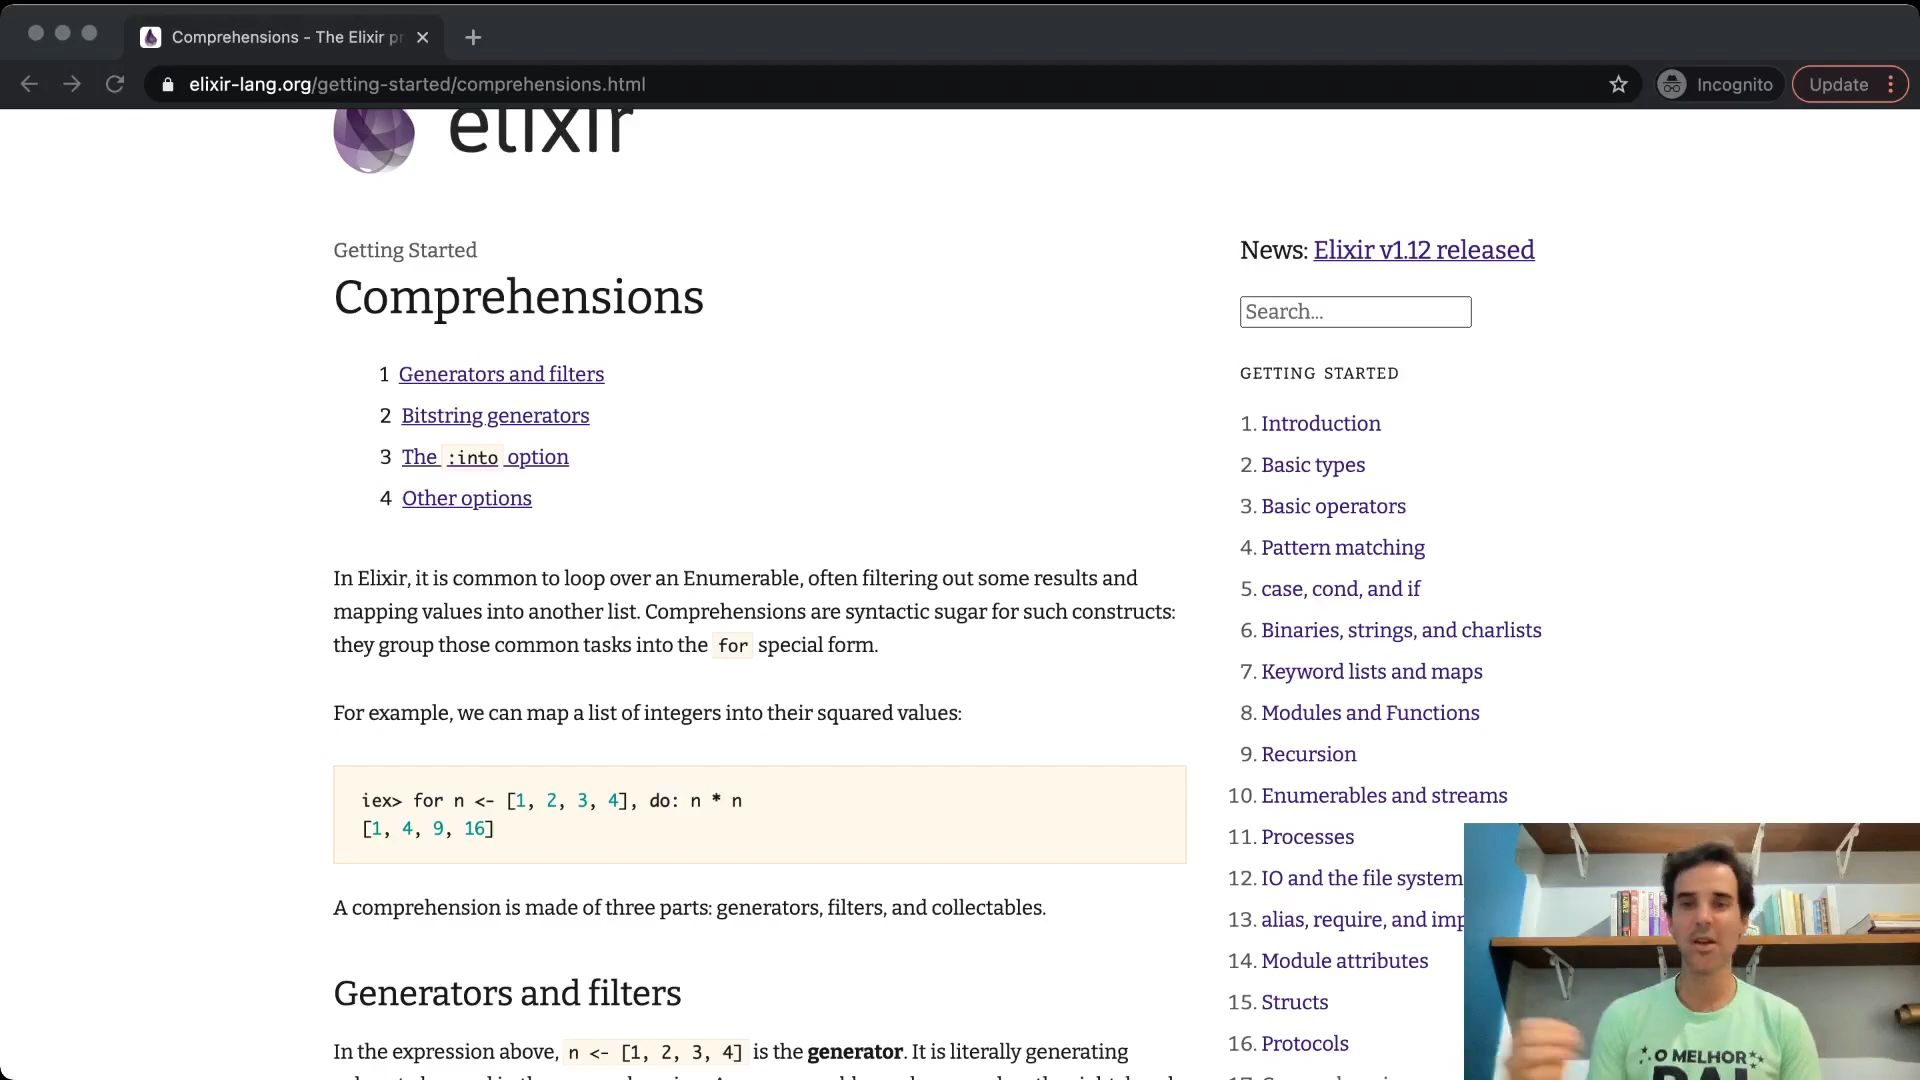 Comprehensions - The Elixir pr
elixir-lang.org/getting-started/comprehensions.html
Incognito
Update
elixir
Getting Started
Comprehensions
1 Generators and filters
2 Bitstring generators
3 The :into option
4 Other options
In Elixir, it is common to loop over an Enumerable, often filtering out some results and
mapping values into another list. Comprehensions are syntactic sugar for such constructs:
they group those common tasks into the for special form.
For example, we can map a list of integers into their squared values:
iex> for n <- [1, 2, 3, 4], do: n * n
[1, 4, 9, 16]
A comprehension is made of three parts: generators, filters, and collectables.
Generators and filters
In the expression above, n <- [1, 2, 3, 4] is the generator. It is literally generating
News: Elixir v1.12 released
Search...
GETTING STARTED
1. Introduction
2. Basic types
3. Basic operators
4. Pattern matching
5. case, cond, and if
6. Binaries, strings, and charlists
7. Keyword lists and maps
8. Modules and Functions
9. Recursion
10. Enumerables and streams
11. Processes
12. IO and the file system
13. alias, require, and imp
14. Module attributes
15. Structs
16. Protocols
O MELHOR
PAI